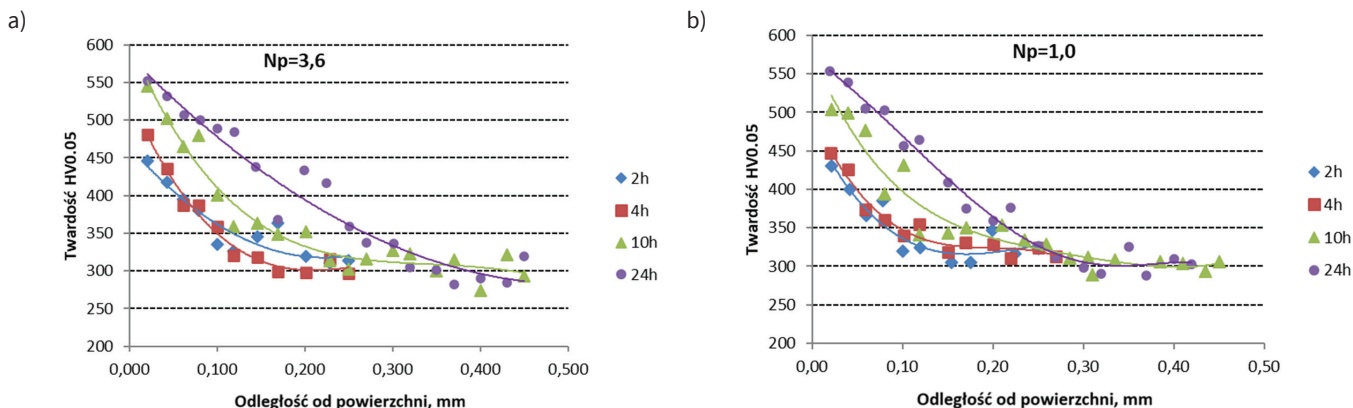 a)
Np=3,6
Twardość HV0.05
600
550
500
450
400
350
300
250
200
0,000
0,100
0,200
0,300
0,400
0,500
Odległość od powierzchni, mm
2h
4h
10h
24h
b)
Np=1,0
Twardość HV0.05
600
550
500
450
400
350
300
250
200
0,00
0,10
0,20
0,30
0,40
0,50
Odległość od powierzchni, mm
2h
4h
10h
24h